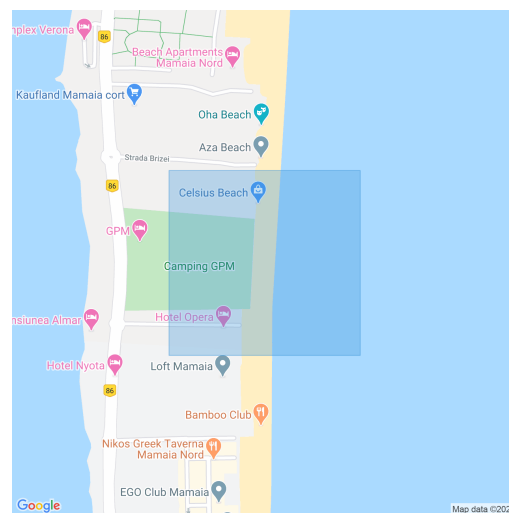 mplex Verona
86
Beach Apartments
Mamaia Nord
Kaufland Mamaia cort
Oha Beach
Aza Beach
Strada Brizei
86
Celsius Beach
GPM
Camping GPM
Hotel Opera
nsiunea Almar
Hotel Nyota
Loft Mamaia
86
Bamboo Club
Nikos Greek Taverna
Mamaia Nord
EGO Club Mamaia
Google
Map data ©202